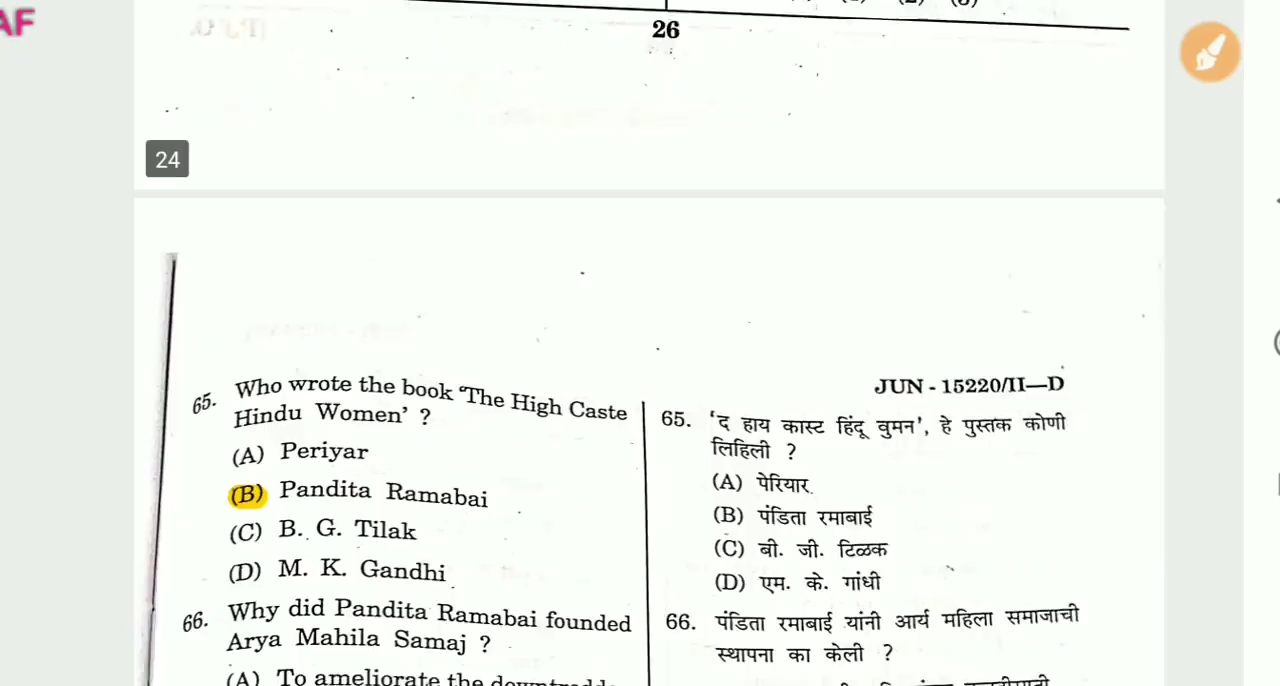 AF
26
24
JUN - 15220/II—D
65. Who wrote the book 'The High Caste
Hindu Women' ?
(A) Periyar
(B) Pandita Ramabai
(C) B. G. Tilak
(D) M. K. Gandhi
66. Why did Pandita Ramabai founded
Arya Mahila Samaj ?
(A) To ameliorate the
65. 'द हाय कास्ट हिंदू वुमन', हे पुस्तक कोणी
लिहिली ?
(A) पेरियार
(B) पंडिता रमाबाई
(C) बी. जी. टिळक
(D) एम. के. गांधी
66. पंडिता रमाबाई यांनी आर्य महिला समाजाची
स्थापना का केली ?